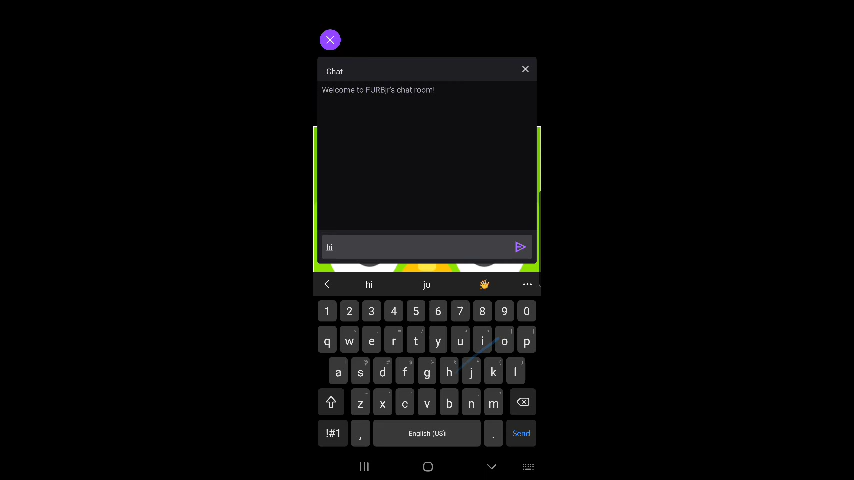 Chat
Welcome to FURBjr's chat room!
hi
hi ju 👋 ...
1 2 3 4 5 6 7 8 9 0
q w e r t y u i o p
a s d f g h j k l
z x c v b n m
!#1 , English (US) . Send